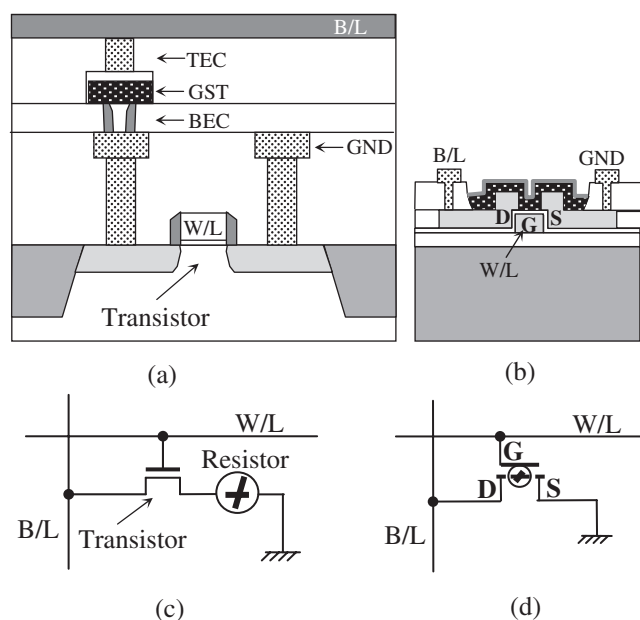 B/L
TEC
GST
BEC
GND
W/L
Transistor
(a)
B/L
GND
D
S
G
W/L
(b)
W/L
Resistor
B/L
Transistor
(c)
W/L
G
D
S
B/L
(d)